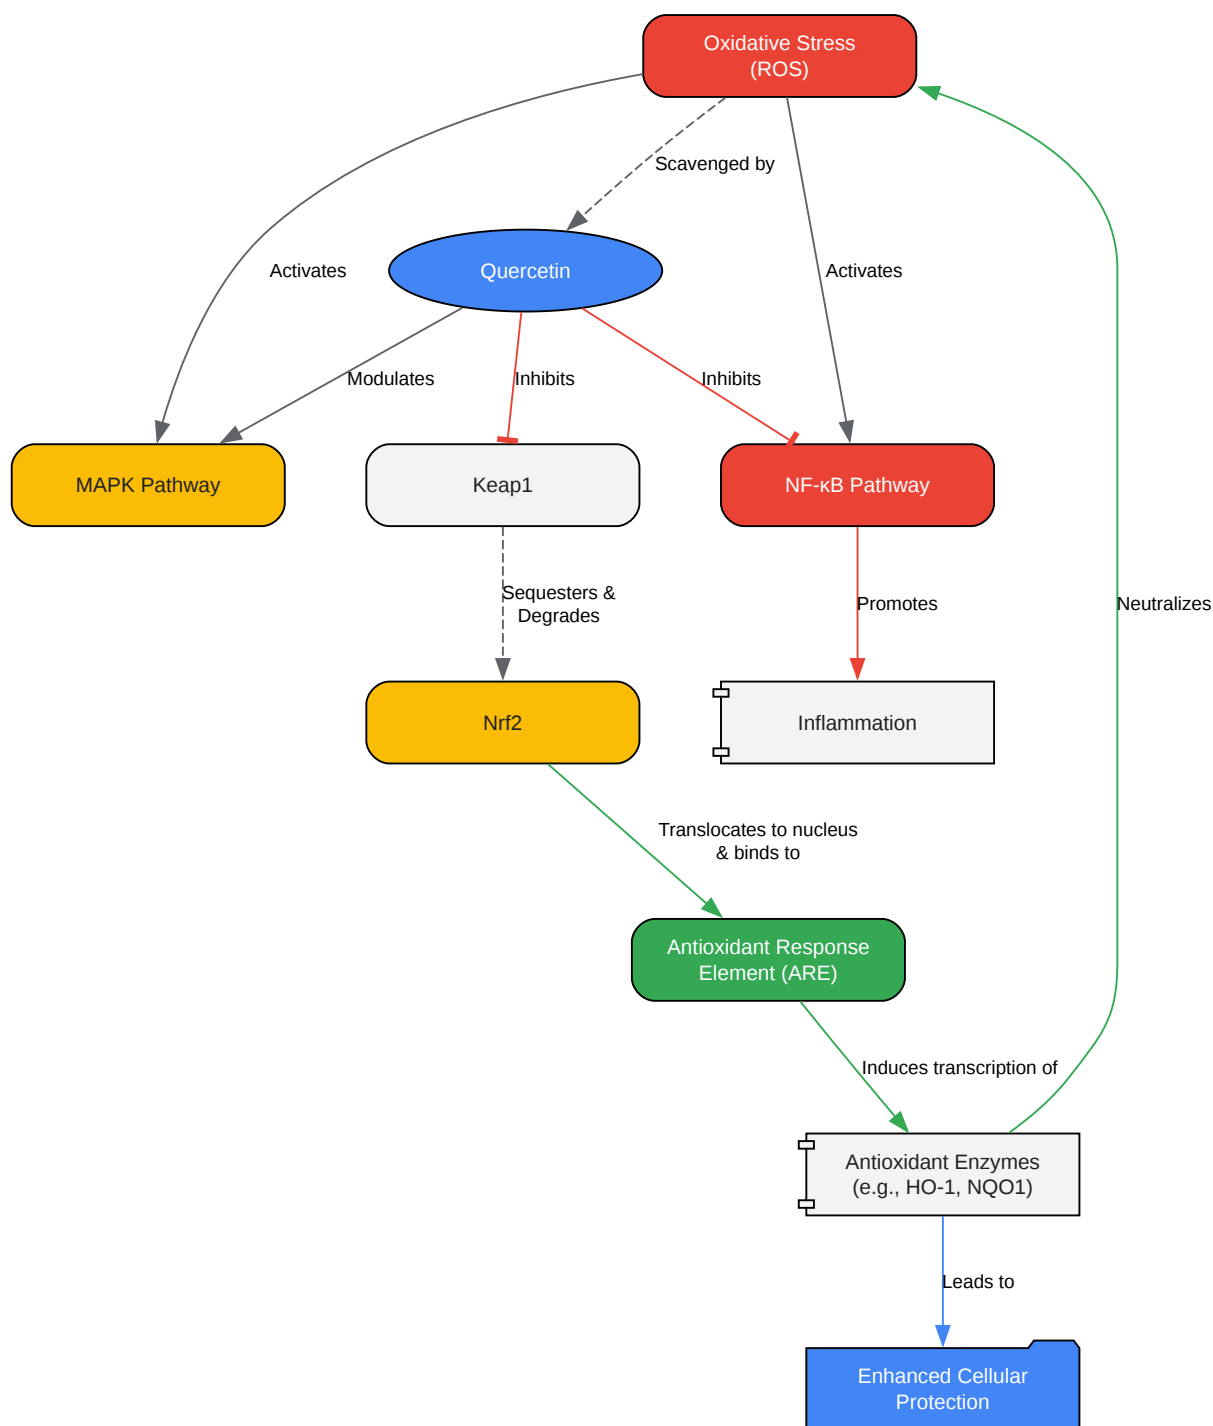 Oxidative Stress
(ROS)
Scavenged by
Activates
Quercetin
Activates
Modulates
Inhibits
Inhibits
MAPK Pathway
Keap1
NF-κB Pathway
Sequesters &
Degrades
Promotes
Neutralizes
Nrf2
Inflammation
Translocates to nucleus
& binds to
Antioxidant Response
Element (ARE)
Induces transcription of
Antioxidant Enzymes
(e.g., HO-1, NQO1)
Leads to
Enhanced Cellular
Protection